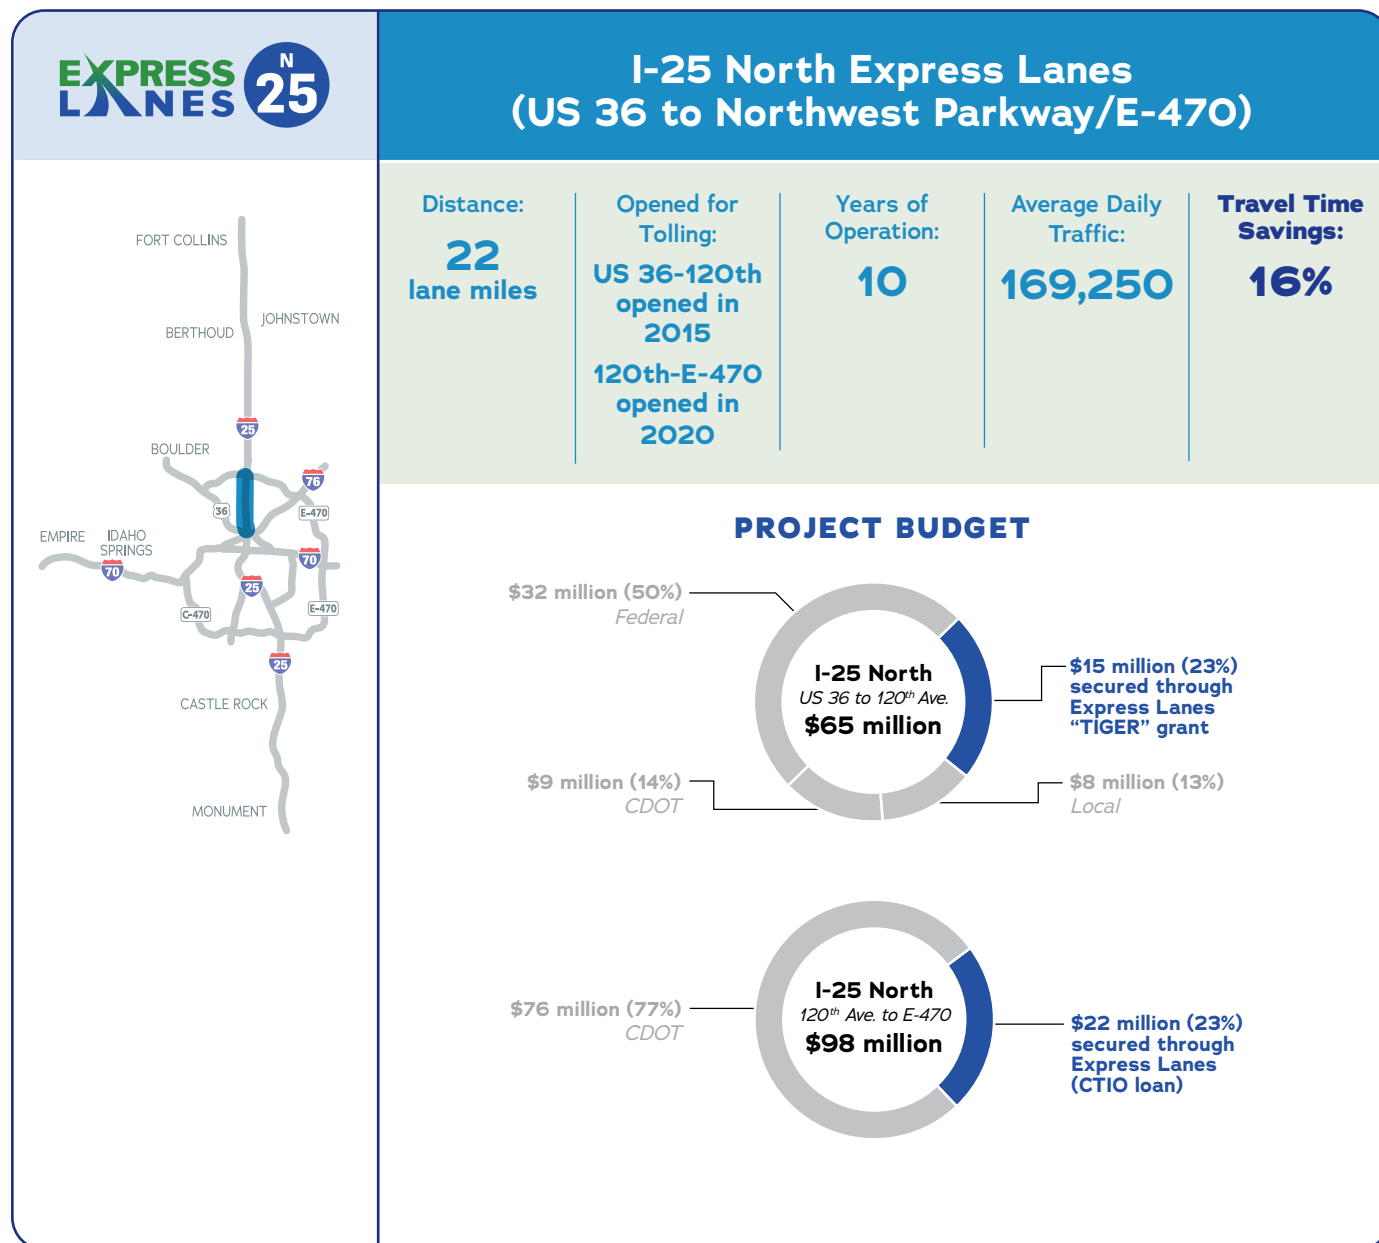 EXPRESS
LANES
N
25
I-25 North Express Lanes
(US 36 to Northwest Parkway/E-470)
Distance:
22
lane miles
Opened for
Tolling:
US 36-120th
opened in
2015
120th-E-470
opened in
2020
Years of
Operation:
10
Average Daily
Traffic:
169,250
Travel Time
Savings:
16%
FORT COLLINS
JOHNSTOWN
BERTHOUD
25
BOULDER
76
36
E-470
EMPIRE
IDAHO
SPRINGS
70
70
25
C-470
E-470
25
CASTLE ROCK
MONUMENT
PROJECT BUDGET
$32 million (50%)
Federal
I-25 North
US 36 to 120th Ave.
$65 million
$15 million (23%)
secured through
Express Lanes
“TIGER” grant
$9 million (14%)
CDOT
$8 million (13%)
Local
I-25 North
120th Ave. to E-470
$98 million
$76 million (77%)
CDOT
$22 million (23%)
secured through
Express Lanes
(CTIO loan)